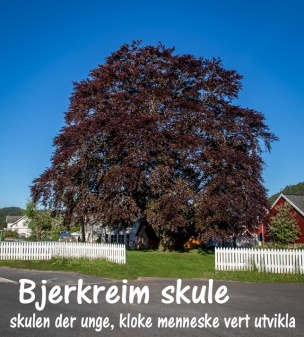 Bjerkreim skule
skulen der unge, kloke menneske vert utvikla